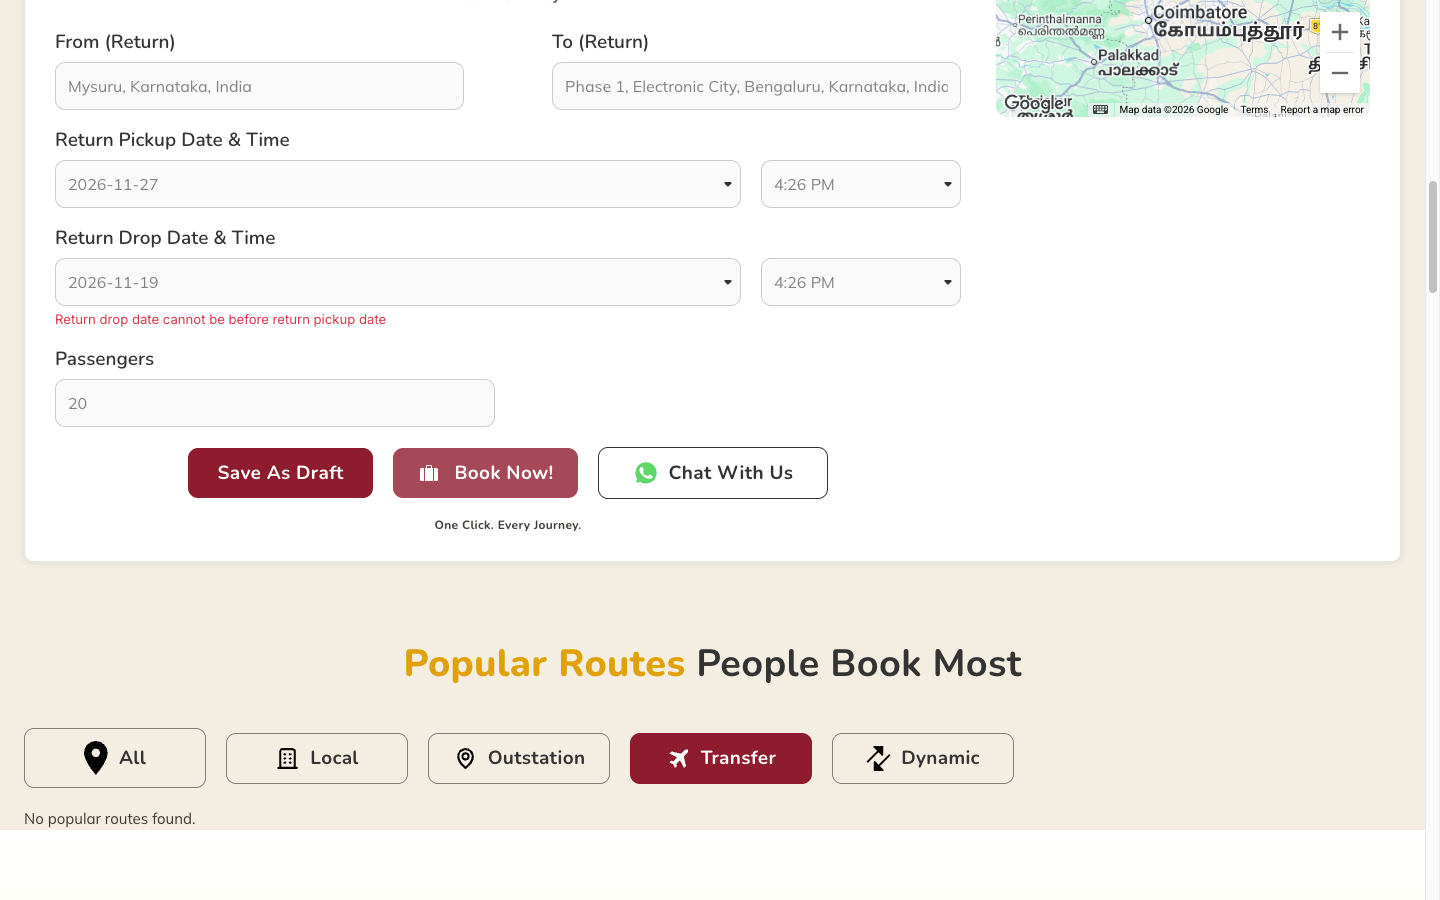 From (Return)
To (Return)
Mysuru, Karnataka, India
Phase 1, Electronic City, Bengaluru, Karnataka, India
Return Pickup Date & Time
2026-11-27
4:26 PM
Return Drop Date & Time
2026-11-19
4:26 PM
Return drop date cannot be before return pickup date
Passengers
20
Save As Draft
Book Now!
Chat With Us
One Click. Every Journey.
Perinthalmanna
പെരിന്തൽമണ്ണ
Coimbatore
கோயம்புத்தூர்
Palakkad
പാലക്കാട്
Google
Map data ©2026 Google
Terms
Report a map error
Popular Routes People Book Most
All
Local
Outstation
Transfer
Dynamic
No popular routes found.